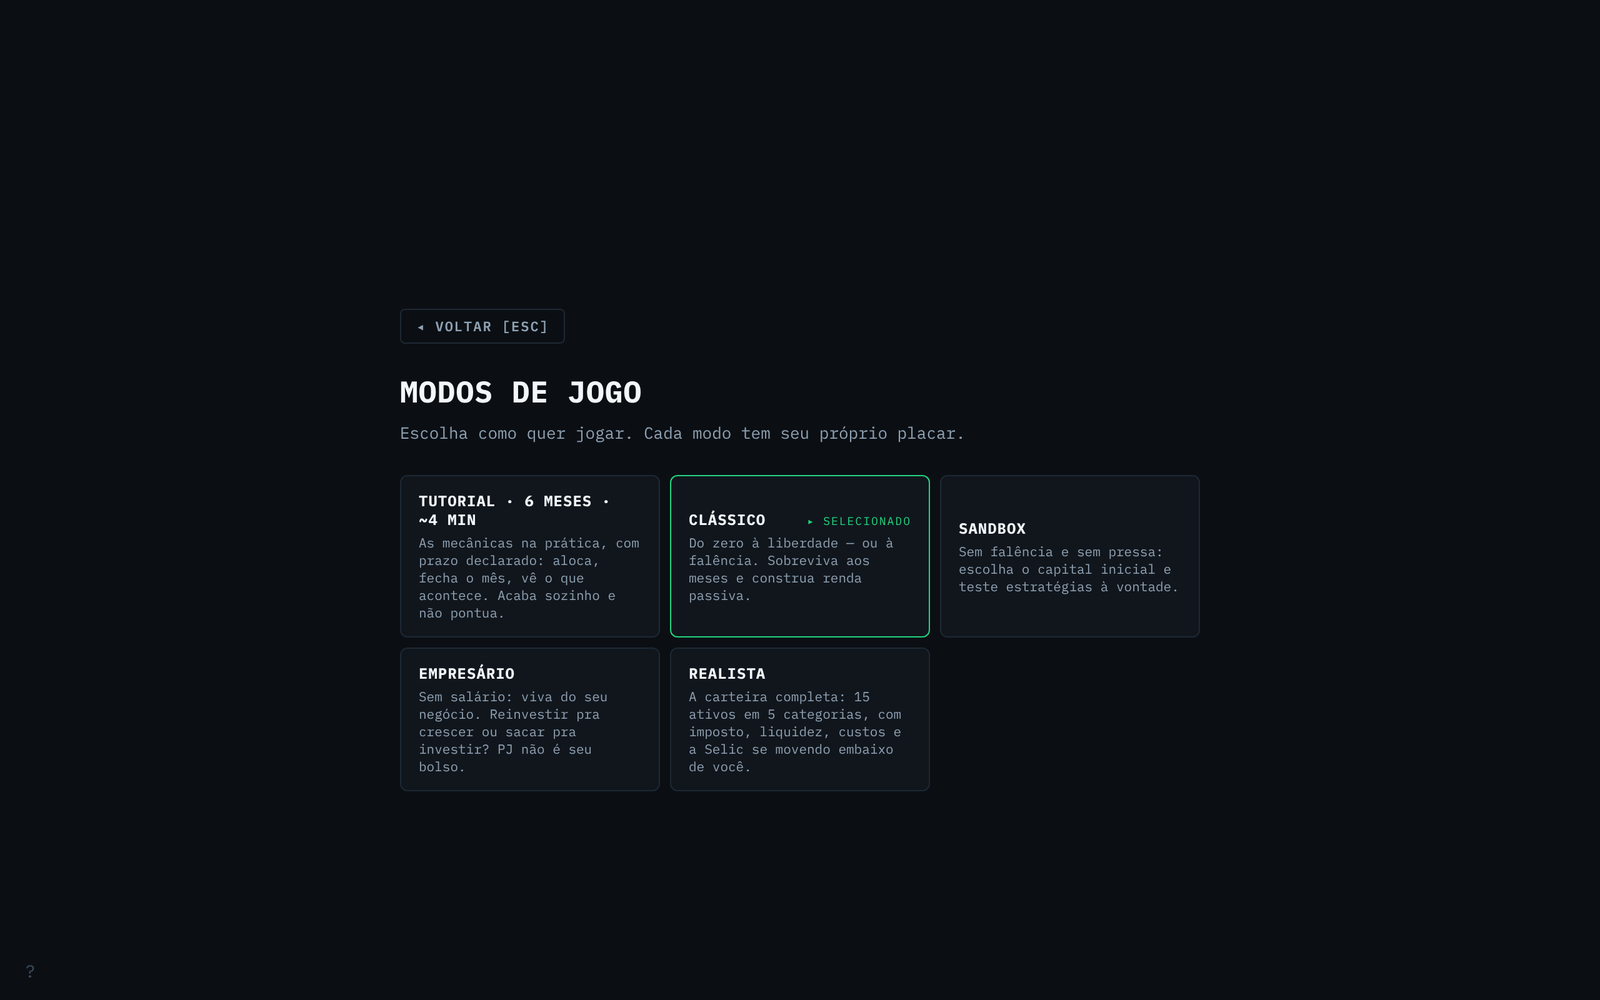 ◂ VOLTAR [ESC]
MODOS DE JOGO
Escolha como quer jogar. Cada modo tem seu próprio placar.
TUTORIAL · 6 MESES ·
~4 MIN
As mecânicas na prática, com
prazo declarado: aloca,
fecha o mês, vê o que
acontece. Acaba sozinho e
não pontua.
CLÁSSICO ▸ SELECIONADO
Do zero à liberdade — ou à
falência. Sobreviva aos
meses e construa renda
passiva.
SANDBOX
Sem falência e sem pressa:
escolha o capital inicial e
teste estratégias à vontade.
EMPRESÁRIO
Sem salário: viva do seu
negócio. Reinvestir pra
crescer ou sacar pra
investir? PJ não é seu
bolso.
REALISTA
A carteira completa: 15
ativos em 5 categorias, com
imposto, liquidez, custos e
a Selic se movendo embaixo
de você.
?